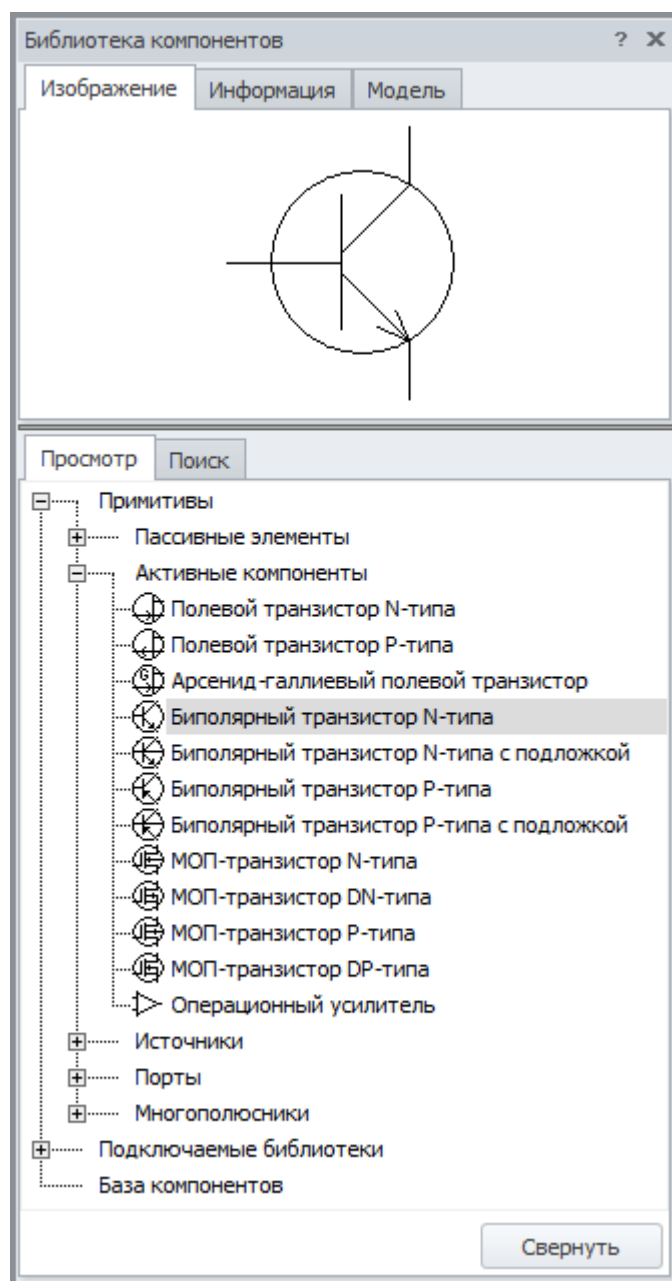 Библиотека компонентов ?
Изображение Информация Модель
Просмотр Поиск
Примитивы
Пассивные элементы
Активные компоненты
Полевой транзистор N-типа
Полевой транзистор P-типа
Арсенид-галлиевый полевой транзистор
Биполярный транзистор N-типа
Биполярный транзистор N-типа с подложкой
Биполярный транзистор P-типа
Биполярный транзистор P-типа с подложкой
МОП-транзистор N-типа
МОП-транзистор DN-типа
МОП-транзистор P-типа
МОП-транзистор DP-типа
Операционный усилитель
Источники
Порты
Многополюсники
Подключаемые библиотеки
База компонентов
Свернуть